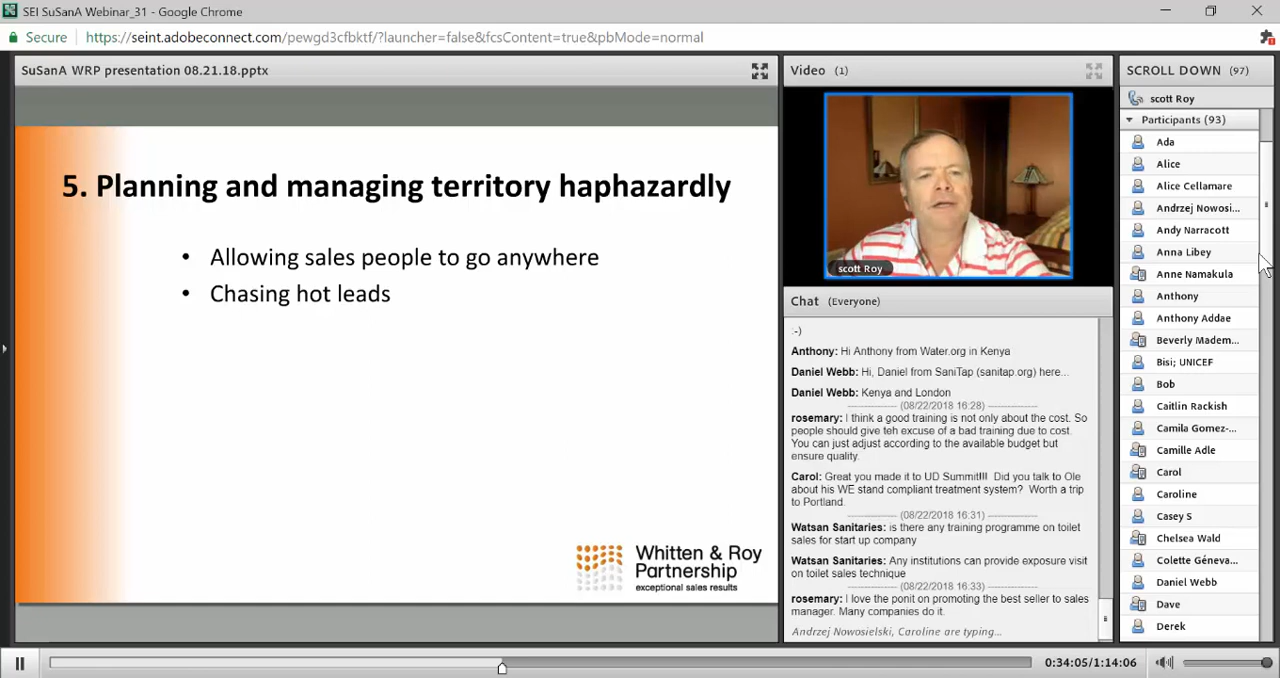 SEI SuSanA Webinar_31 - Google Chrome
Secure
https://seint.adobeconnect.com/pewgd3cfbktf/?launcher=false&fcsContent=true&pbMode=normal
SuSanA WRP presentation 08.21.18.pptx
5. Planning and managing territory haphazardly
• Allowing sales people to go anywhere
• Chasing hot leads
Whitten & Roy
Partnership
exceptional sales results
Video (1)
scott Roy
Chat (Everyone)
:-)
Anthony: Hi Anthony from Water.org in Kenya
Daniel Webb: Hi, Daniel from SaniTap (sanitap.org) here...
Daniel Webb: Kenya and London
(08/22/2018 16:28)
rosemary: I think a good training is not only about the cost. So
people should give teh excuse of a bad training due to cost.
You can just adjust according to the available budget but
ensure quality.
Carol: Great you made it to UD Summit!!! Did you talk to Ole
about his WE stand compliant treatment system? Worth a trip
to Portland.
(08/22/2018 16:31)
Watsan Sanitaries: is there any training programme on toilet
sales for start up company
Watsan Sanitaries: Any institutions can provide exposure visit
on toilet sales technique
(08/22/2018 16:33)
rosemary: I love the ponit on promoting the best seller to sales
manager. Many companies do it.
Andrzej Nowosielski, Caroline are typing...
SCROLL DOWN (97)
scott Roy
Participants (93)
Ada
Alice
Alice Cellamare
Andrzej Nowosi...
Andy Narracott
Anna Libey
Anne Namakula
Anthony
Anthony Addae
Beverly Madem...
Bisi; UNICEF
Bob
Caitlin Rackish
Camila Gomez-...
Camille Adle
Carol
Caroline
Casey S
Chelsea Wald
Colette Géneva...
Daniel Webb
Dave
Derek
0:34:05/1:14:06